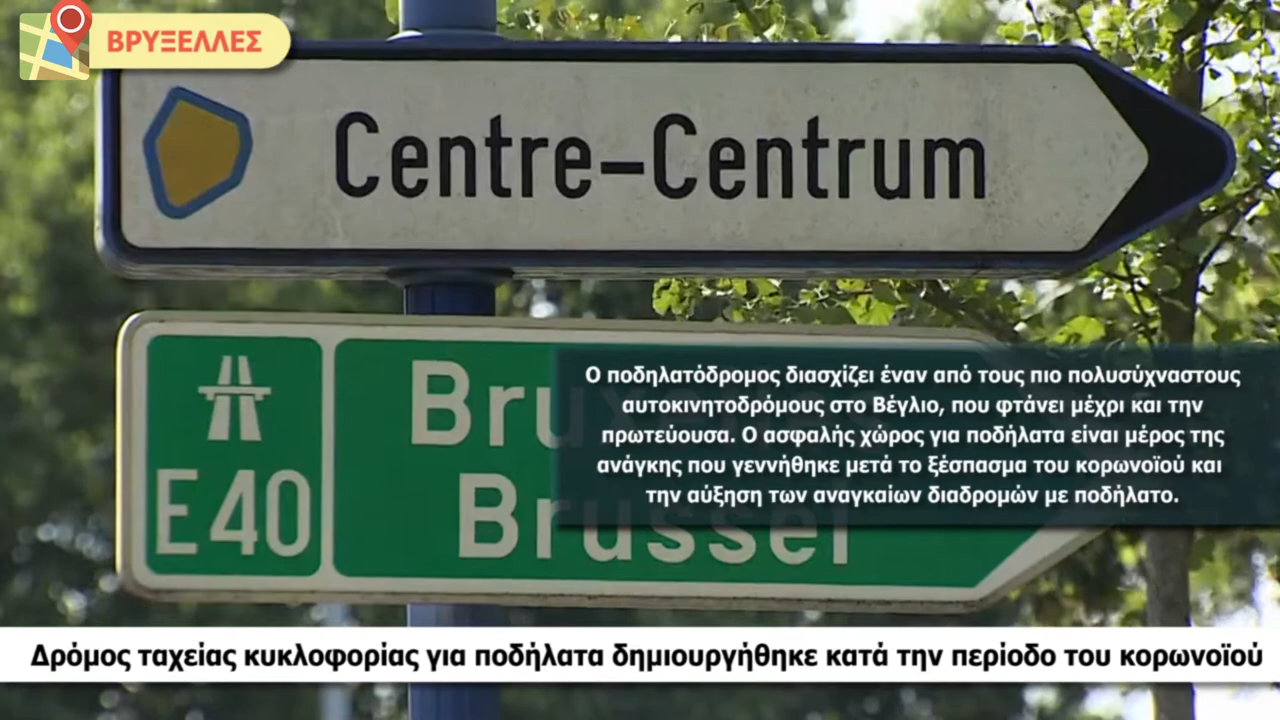 ΒΡΥΞΕΛΛΕΣ
Centre-Centrum
E40
Brussel
Ο ποδηλατόδρομος διασχίζει έναν από τους πιο πολυσύχναστους
αυτοκινητοδρόμους στο Βέγλιο, που φτάνει μέχρι και την
πρωτεύουσα. Ο ασφαλής χώρος για ποδήλατα είναι μέρος της
ανάγκης που γεννήθηκε μετά το ξέσπασμα του κορωνοϊού και
την αύξηση των αναγκαίων διαδρομών με ποδήλατο.
Δρόμος ταχείας κυκλοφορίας για ποδήλατα δημιουργήθηκε κατά την περίοδο του κορωνοϊού